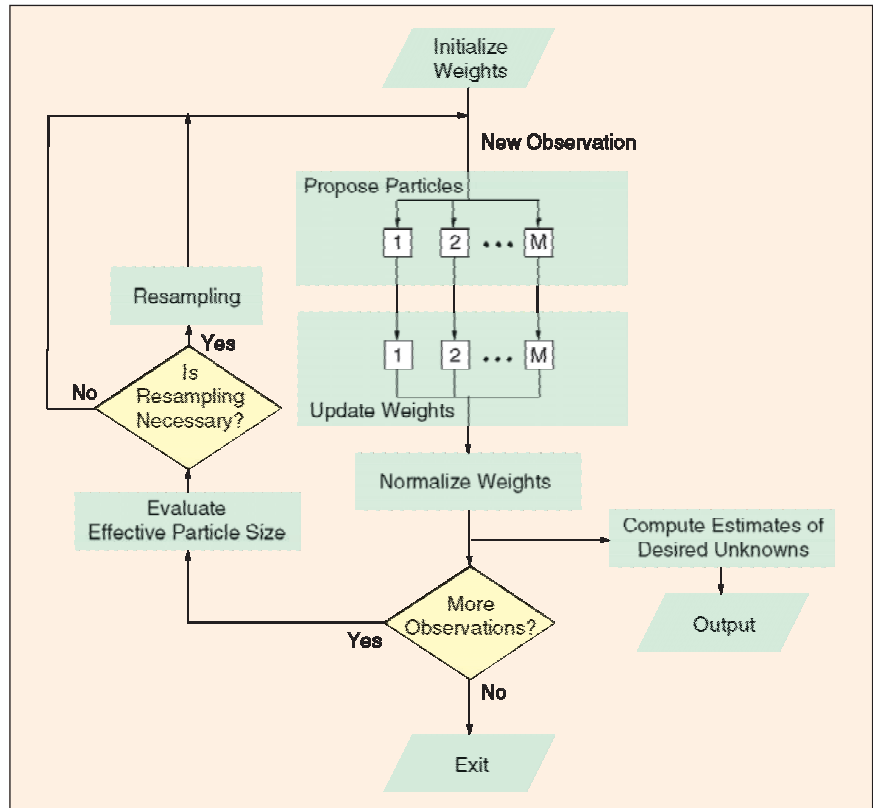 Initialize
Weights
New Observation
Propose Particles
1 2 ... M
1 2 ... M
Update Weights
Normalize Weights
Compute Estimates of
Desired Unknowns
Output
More
Observations?
Yes
No
Exit
Evaluate
Effective Particle Size
Is
Resampling
Necessary?
No
Yes
Resampling